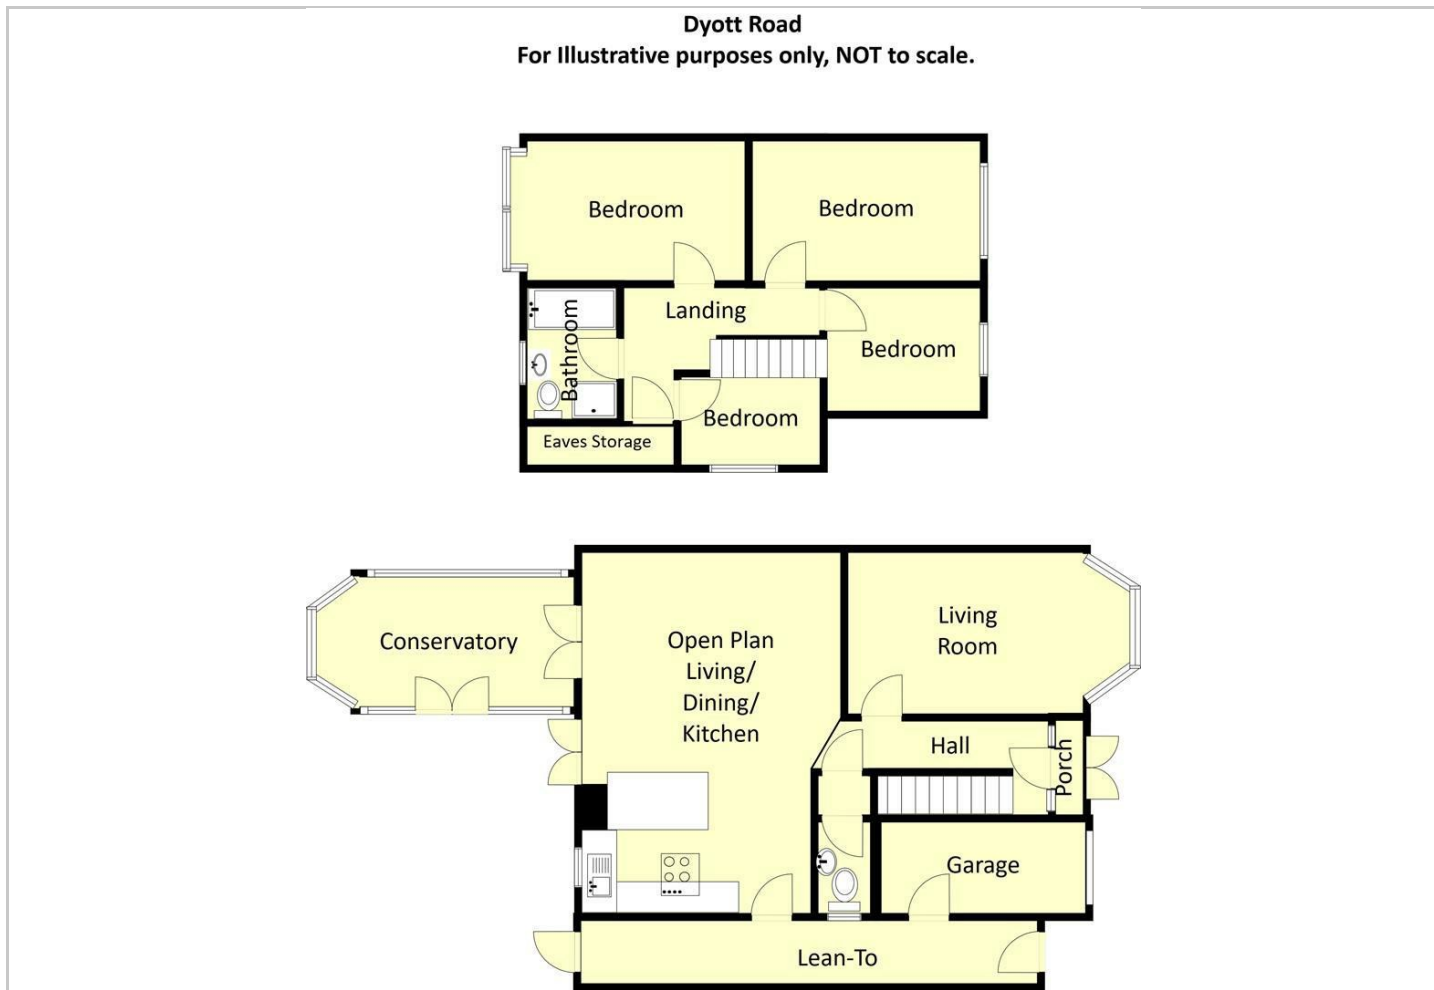 Dyott Road
For Illustrative purposes only, NOT to scale.
Bedroom
Bedroom
Landing
Bathroom
Bedroom
Bedroom
Eaves Storage
Conservatory
Open Plan
Living/
Dining/
Kitchen
Living
Room
Hall
Porch
Garage
Lean-To